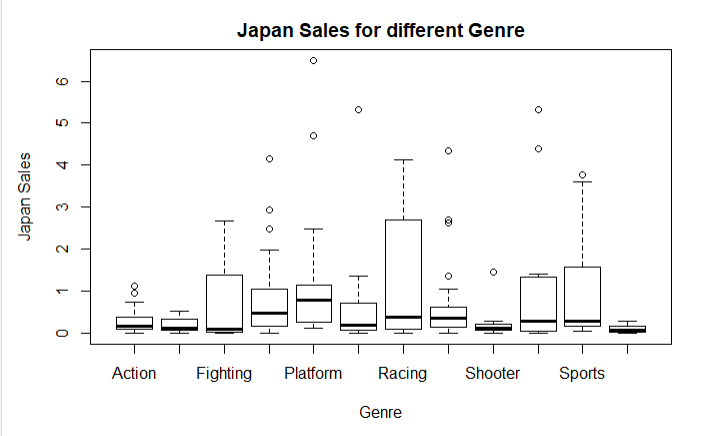 Japan Sales for different Genre
Japan Sales
6
5
4
3
2
1
0
Action Fighting Platform Racing Shooter Sports
Genre